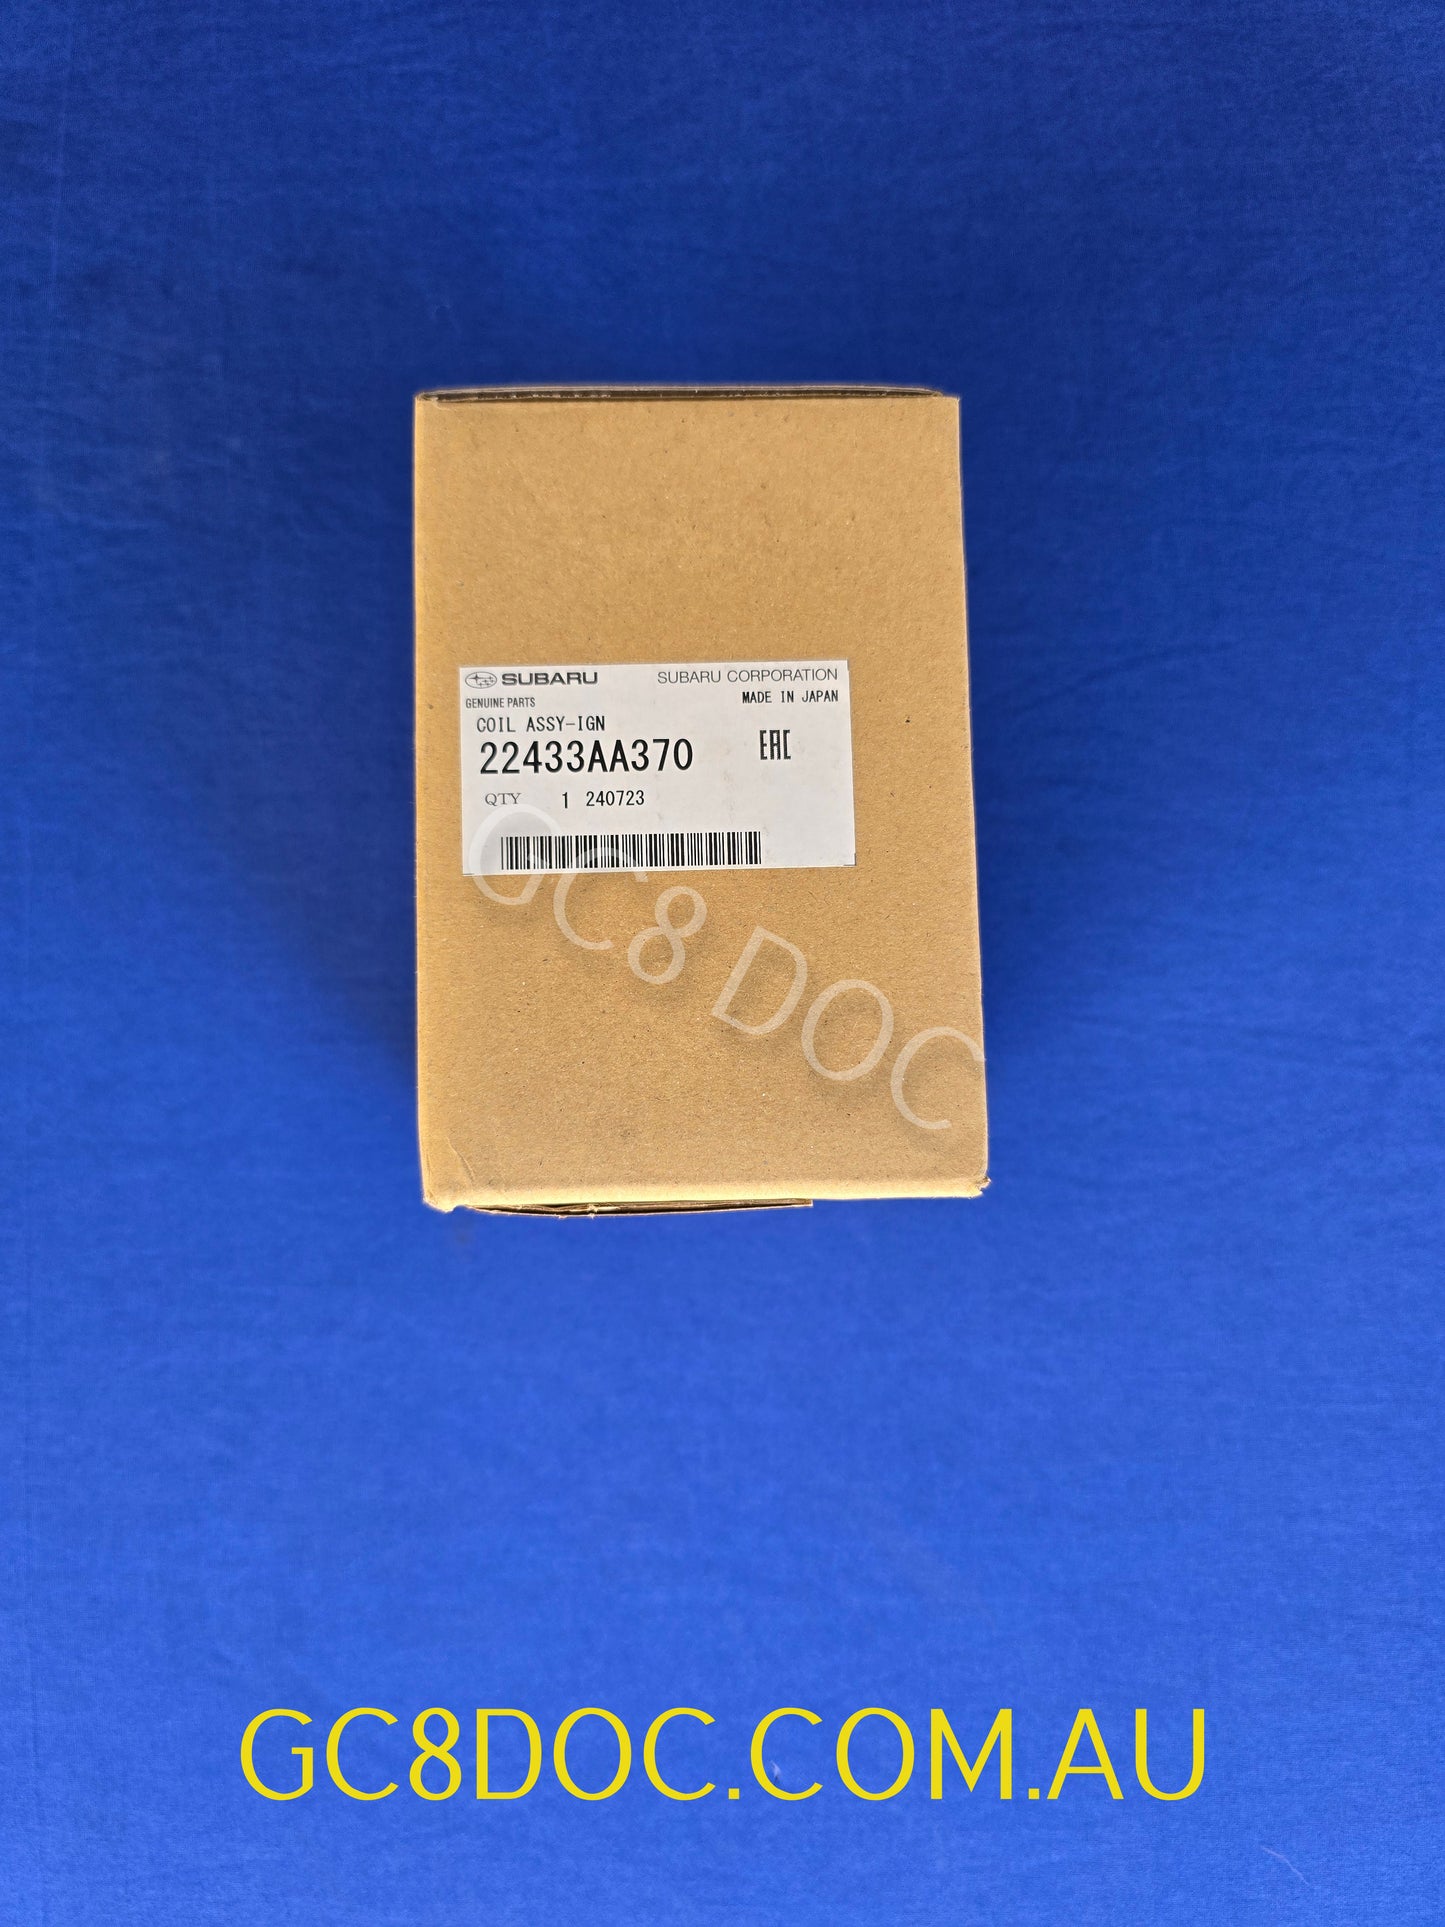 SUBARU SUBARU CORPORATION
GENUINE PARTS MADE IN JAPAN
COIL ASSY-IGN
22433AA370 EAC
QTY 1 240723
GC8 DOC
GC8DOC.COM.AU